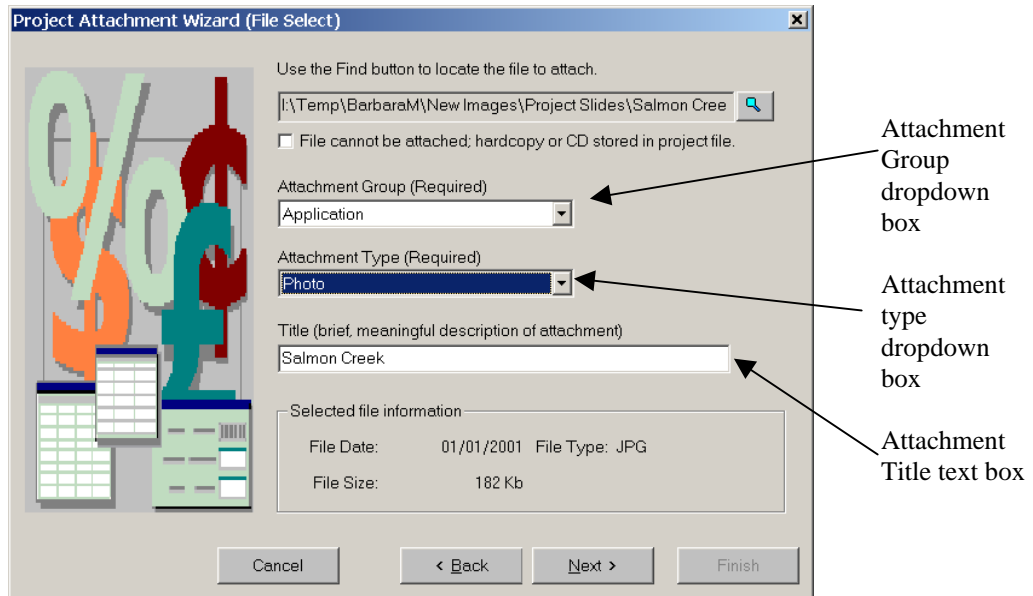 Project Attachment Wizard (File Select)
Use the Find button to locate the file to attach.
I:\Temp\BarbaraM\New Images\Project Slides\Salmon Cree
File cannot be attached; hardcopy or CD stored in project file.
Attachment Group (Required)
Application
Attachment Type (Required)
Photo
Title (brief, meaningful description of attachment)
Salmon Creek
Selected file information
File Date: 01/01/2001 File Type: JPG
File Size: 182 Kb
Cancel
< Back
Next >
Finish
Attachment
Group
dropdown
box
Attachment
type
dropdown
box
Attachment
Title text box